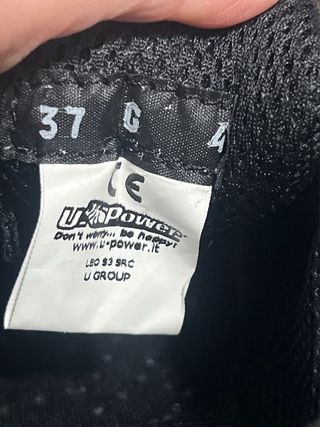 37 G 4
CE
U-Power
Don't worry... be happy!
www.u-power.it
LEO S3 SRC
U GROUP